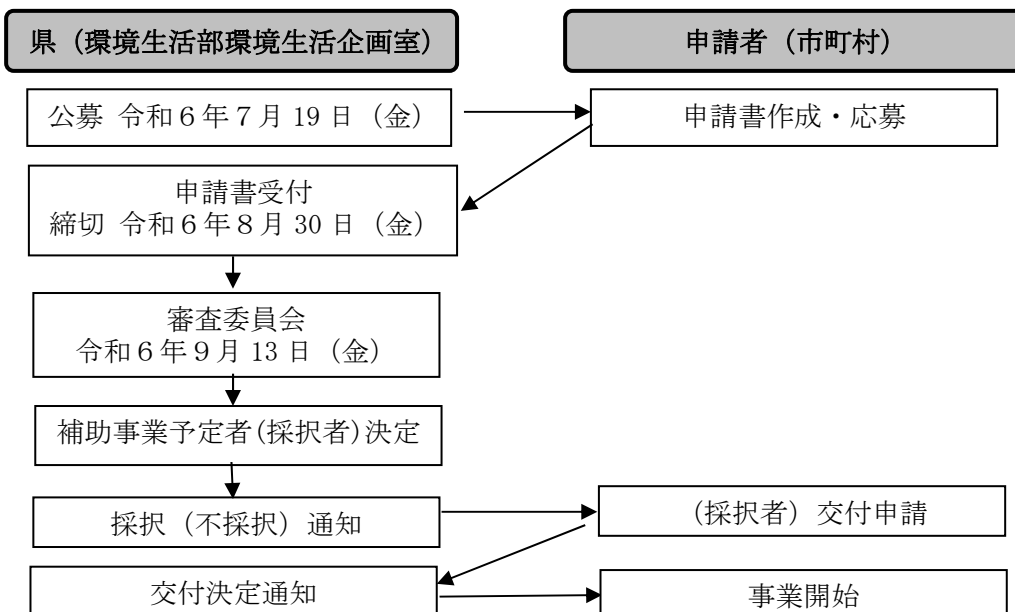 県（環境生活部環境生活企画室）
申請者（市町村）
公募 令和６年７月 19 日（金）
申請書作成・応募
申請書受付
締切 令和６年８月 30 日（金）
審査委員会
令和６年９月 13 日（金）
補助事業予定者(採択者)決定
採択（不採択）通知
(採択者）交付申請
交付決定通知
事業開始